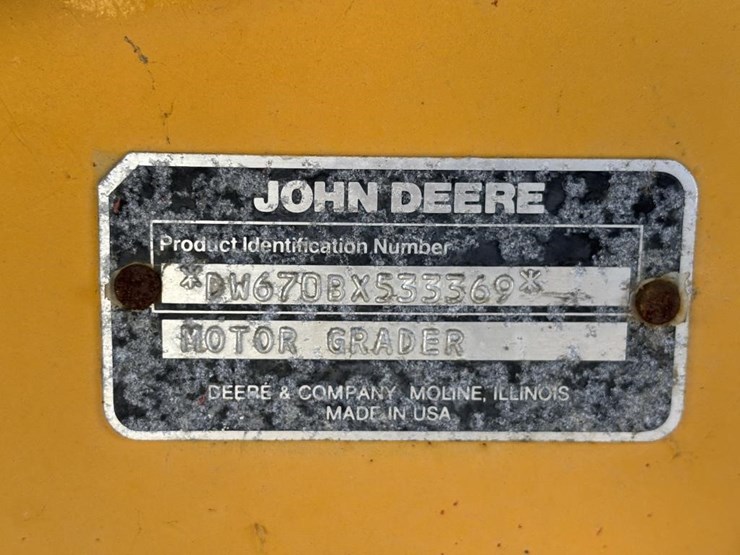 JOHN DEERE
Product Identification Number
*DW670BX533369*
MOTOR GRADER
DEERE & COMPANY MOLINE, ILLINOIS
MADE IN USA